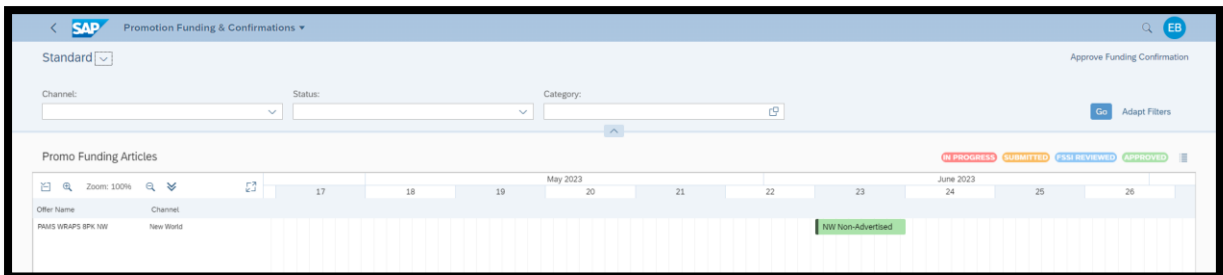 SAP Promotion Funding & Confirmations EB
Standard Approve Funding Confirmation
Channel: Status: Category:
Go Adapt Filters
Promo Funding Articles IN PROGRESS SUBMITTED FSSI REVIEWED APPROVED
Zoom: 100% May 2023 June 2023
17 18 19 20 21 22 23 24 25 26
Offer Name Channel
PAMS WRAPS 8PK NW New World NW Non-Advertised